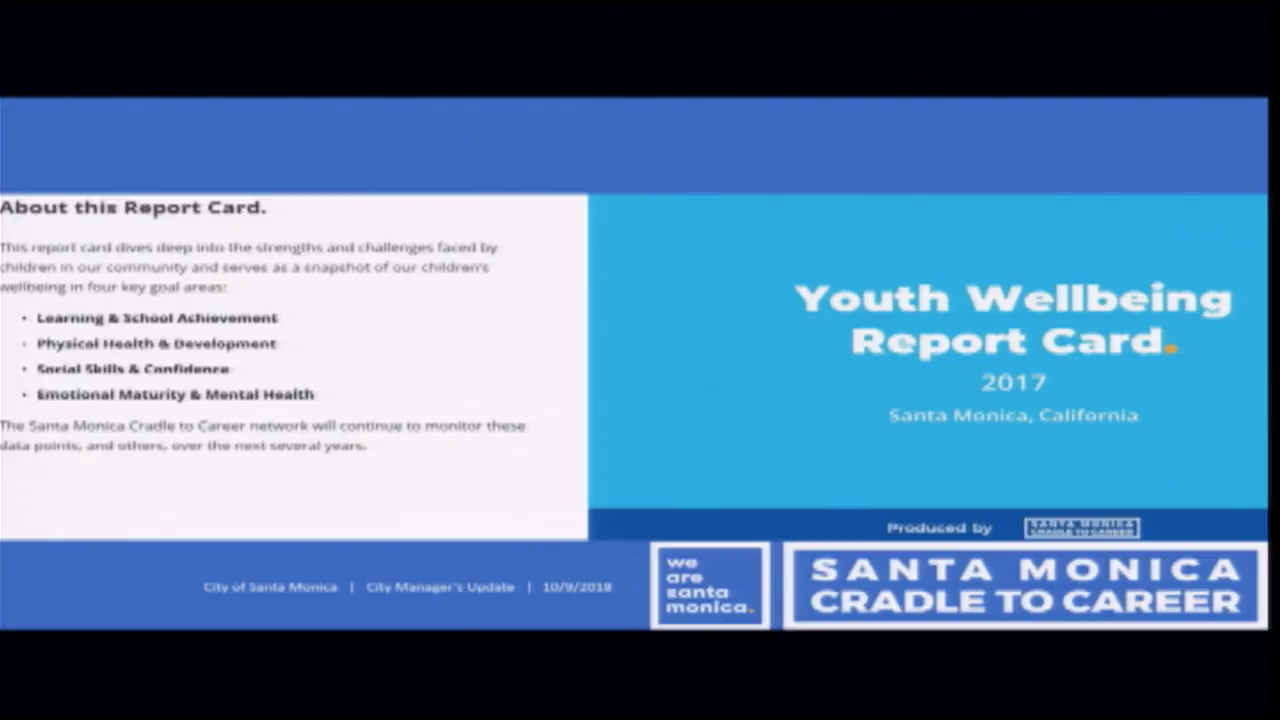 About this Report Card.
This report card dives deep into the strengths and challenges faced by
children in our community and serves as a snapshot of our children's
wellbeing in four key goal areas:
• Learning & School Achievement
• Physical Health & Development
• Social Skills & Confidence
• Emotional Maturity & Mental Health
The Santa Monica Cradle to Career network will continue to monitor these
data points, and others, over the next several years.
Youth Wellbeing
Report Card.
2017
Santa Monica, California
Produced by
SANTA MONICA
CRADLE TO CAREER
City of Santa Monica | City Manager's Update | 10/9/2018
we
are
santa
monica.
SANTA MONICA
CRADLE TO CAREER